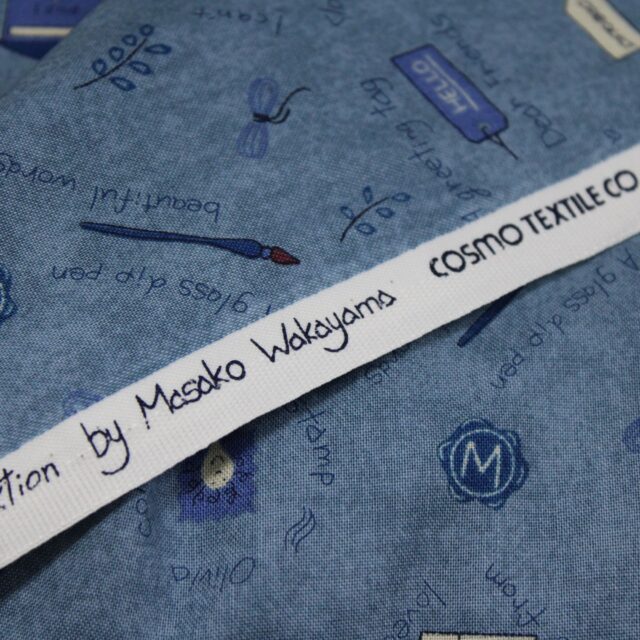 I can't
HELLO
Dear friends
greeting tag
beautiful words
A glass dip pen
COSMO TEXTILE CO
by Masako Wakayama
A glass dip pen
stamp
M
Olivia
from